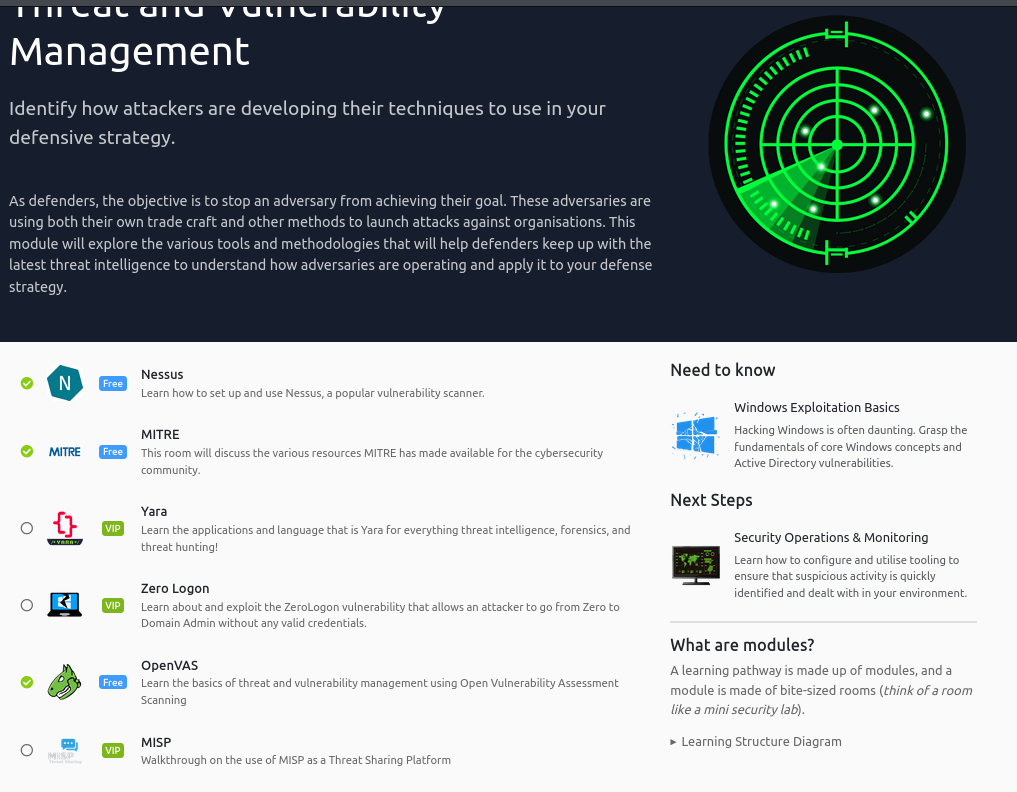 Threat and Vulnerability
Management
Identify how attackers are developing their techniques to use in your
defensive strategy.
As defenders, the objective is to stop an adversary from achieving their goal. These adversaries are
using both their own trade craft and other methods to launch attacks against organisations. This
module will explore the various tools and methodologies that will help defenders keep up with the
latest threat intelligence to understand how adversaries are operating and apply it to your defense
strategy.
N
Free
Nessus
Learn how to set up and use Nessus, a popular vulnerability scanner.
MITRE
Free
MITRE
This room will discuss the various resources MITRE has made available for the cybersecurity
community.
YARA
VIP
Yara
Learn the applications and language that is Yara for everything threat intelligence, forensics, and
threat hunting!
VIP
Zero Logon
Learn about and exploit the ZeroLogon vulnerability that allows an attacker to go from Zero to
Domain Admin without any valid credentials.
Free
OpenVAS
Learn the basics of threat and vulnerability management using Open Vulnerability Assessment
Scanning
MISP
Threat Sharing
VIP
MISP
Walkthrough on the use of MISP as a Threat Sharing Platform
Need to know
Windows Exploitation Basics
Hacking Windows is often daunting. Grasp the
fundamentals of core Windows concepts and
Active Directory vulnerabilities.
Next Steps
Security Operations & Monitoring
Learn how to configure and utilise tooling to
ensure that suspicious activity is quickly
identified and dealt with in your environment.
What are modules?
A learning pathway is made up of modules, and a
module is made of bite-sized rooms (think of a room
like a mini security lab).
▸ Learning Structure Diagram